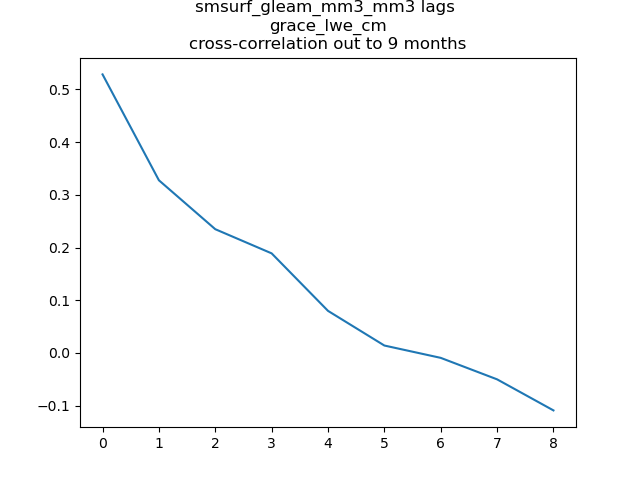 smsurf_gleam_mm3_mm3 lags
grace_lwe_cm
cross-correlation out to 9 months
0.5
0.4
0.3
0.2
0.1
0.0
−0.1
0 1 2 3 4 5 6 7 8